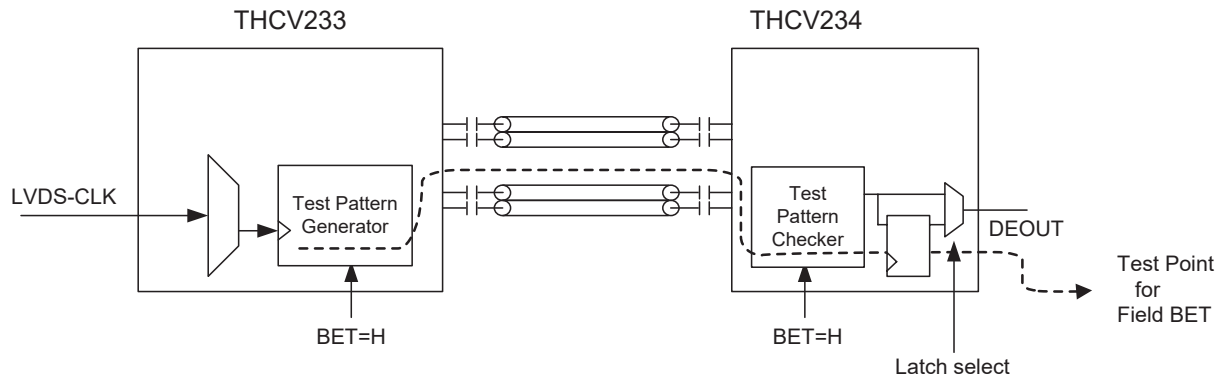 THCV233
THCV234
LVDS-CLK
Test Pattern
Generator
Test
Pattern
Checker
DEOUT
Test Point
for
Field BET
BET=H
BET=H
Latch select